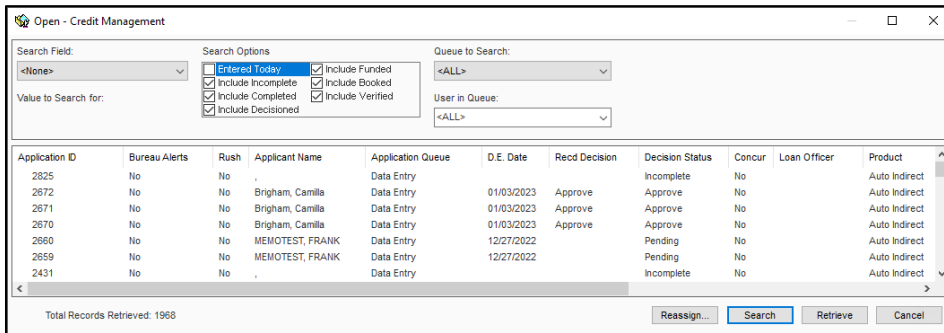 Open - Credit Management
Search Field:
<None>
Value to Search for:
Search Options
Entered Today
Include Incomplete
Include Completed
Include Decisioned
Include Funded
Include Booked
Include Verified
Queue to Search:
<ALL>
User in Queue:
<ALL>
Application ID Bureau Alerts Rush Applicant Name Application Queue D.E. Date Recd Decision Decision Status Concur Loan Officer Product
2825 No No , Data Entry Incomplete No Auto Indirect
2672 No No Brigham, Camilla Data Entry 01/03/2023 Approve Approve No Auto Indirect
2671 No No Brigham, Camilla Data Entry 01/03/2023 Approve Approve No Auto Indirect
2670 No No Brigham, Camilla Data Entry 01/03/2023 Approve Approve No Auto Indirect
2660 No No MEMOTEST, FRANK Data Entry 12/27/2022 Pending No Auto Indirect
2659 No No MEMOTEST, FRANK Data Entry 12/27/2022 Pending No Auto Indirect
2431 No No , Data Entry Incomplete No Auto Indirect
Total Records Retrieved: 1968
Reassign... Search Retrieve Cancel